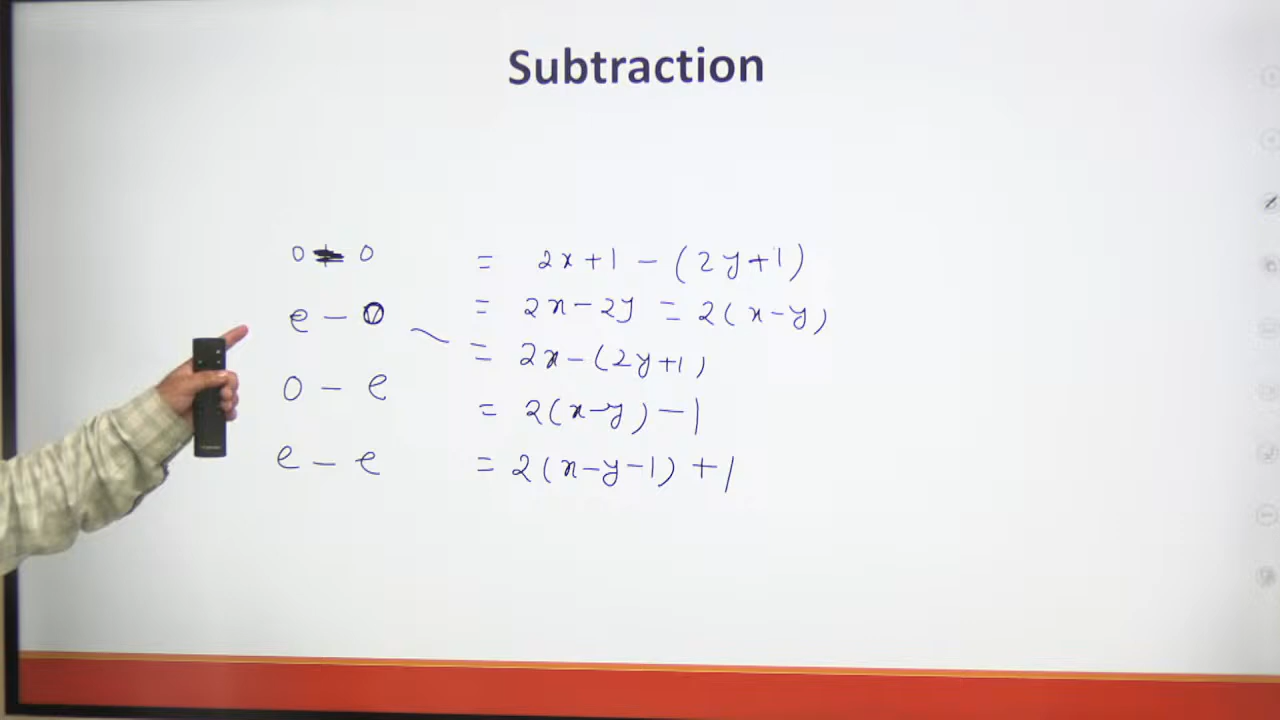 Subtraction
o - o = 2x+1 - (2y+1)
e - o = 2x-2y = 2(x-y)
= 2x-(2y+1)
o - e = 2(x-y)-1
e - e = 2(x-y-1)+1